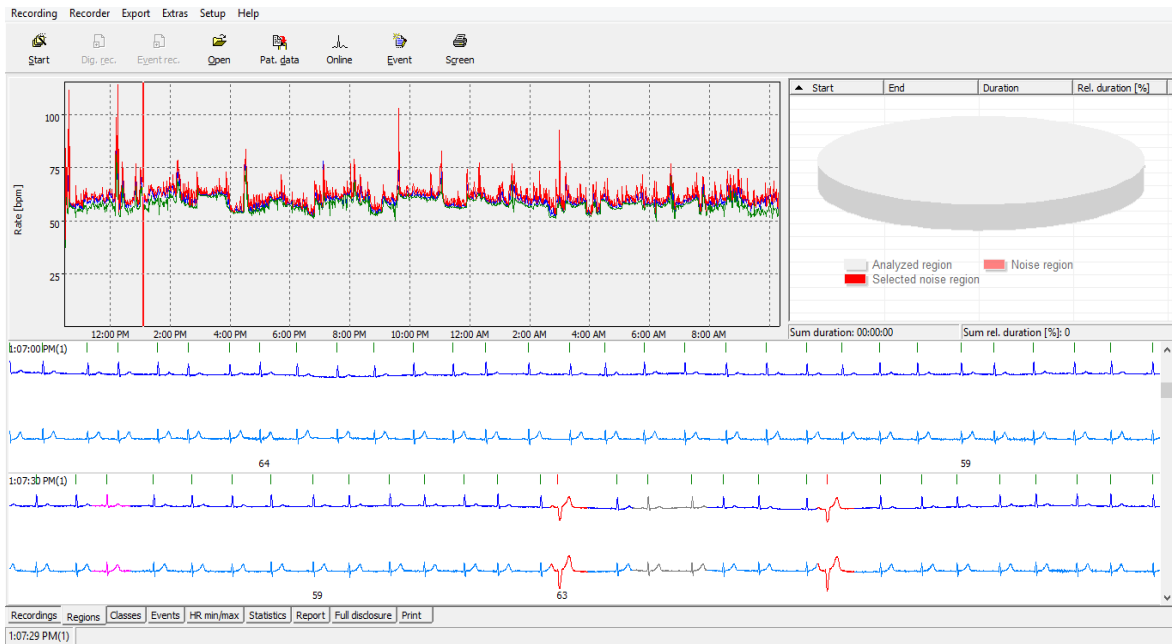 Recording Recorder Export Extras Setup Help
Start Dig. rec. Event rec. Open Pat. data Online Event Screen
Rate [bpm]
100
75
50
25
12:00 PM 2:00 PM 4:00 PM 6:00 PM 8:00 PM 10:00 PM 12:00 AM 2:00 AM 4:00 AM 6:00 AM 8:00 AM
Start End Duration Rel. duration [%]
Analyzed region Noise region
Selected noise region
Sum duration: 00:00:00 Sum rel. duration [%]: 0
1:07:00 PM(1)
64 59
1:07:30 PM(1)
59 63
Recordings Regions Classes Events HR min/max Statistics Report Full disclosure Print
1:07:29 PM(1)